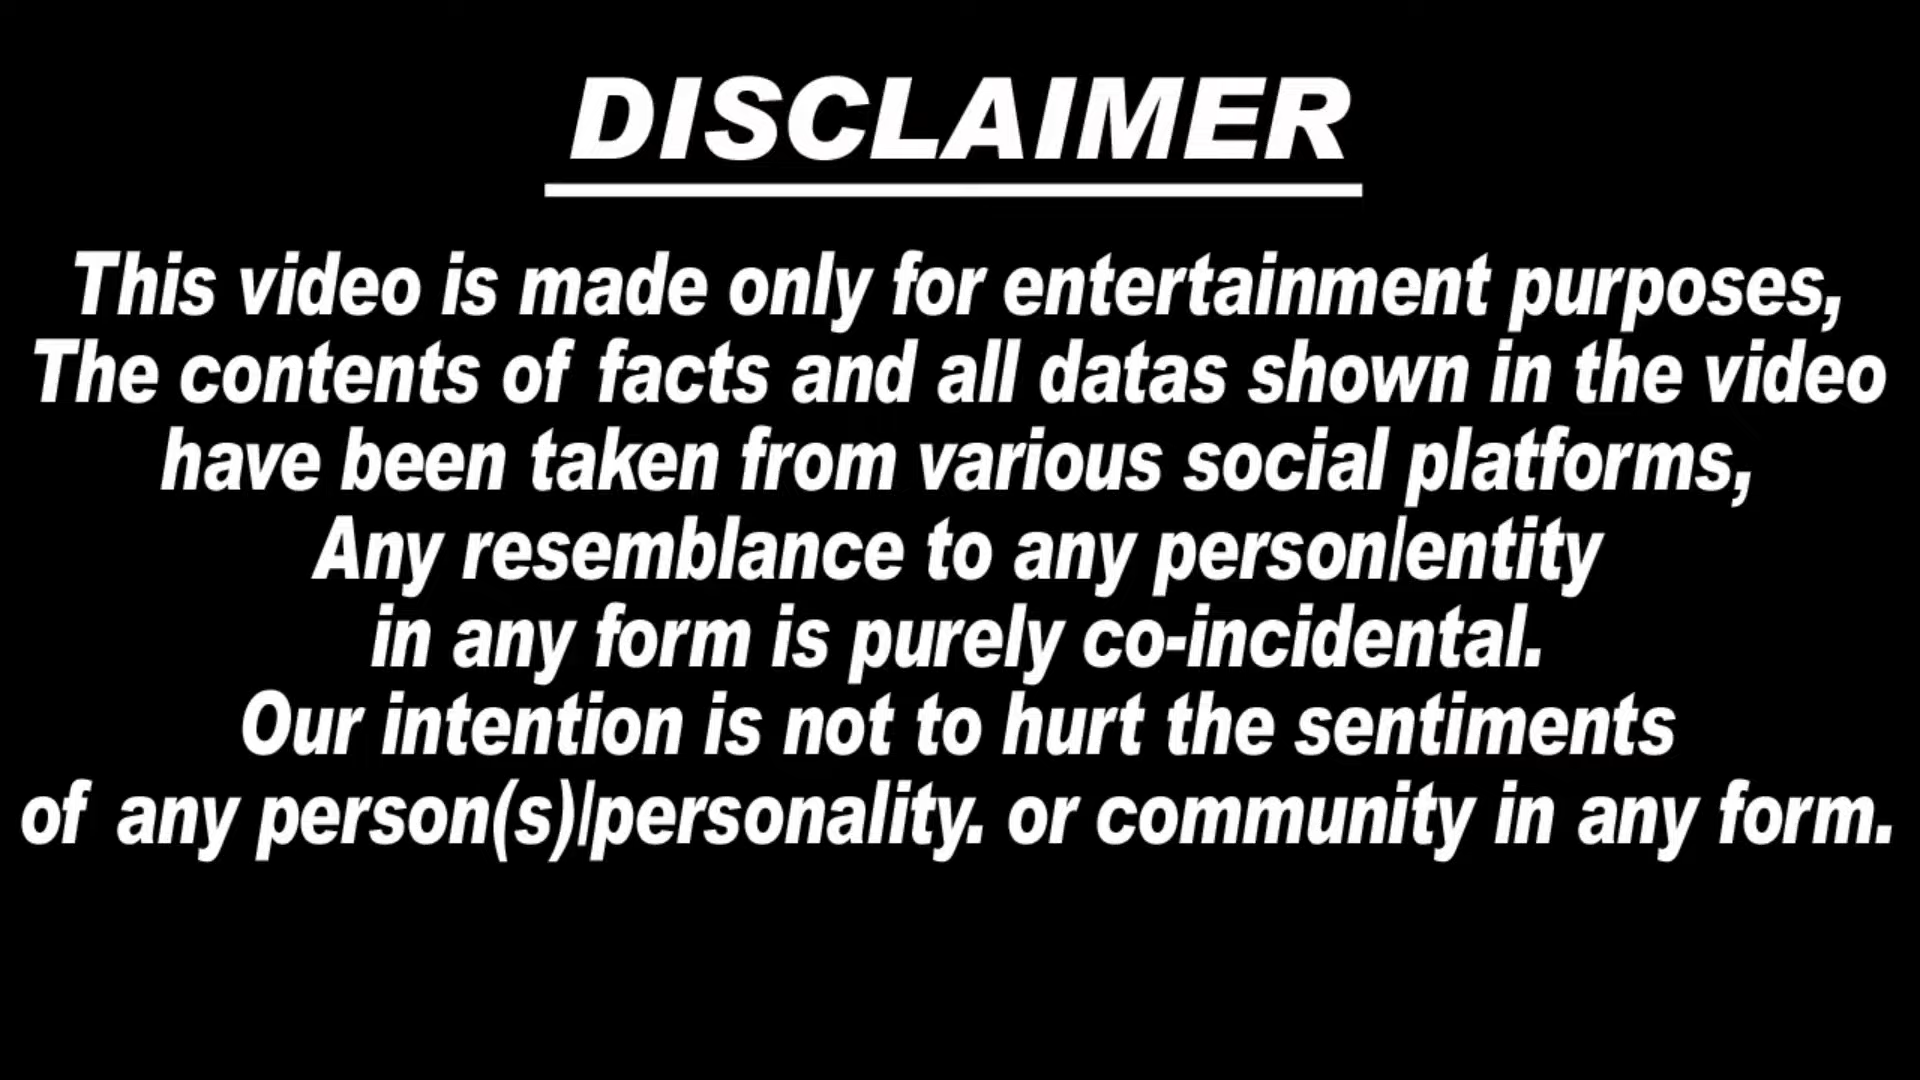 DISCLAIMER
This video is made only for entertainment purposes,
The contents of facts and all datas shown in the video
have been taken from various social platforms,
Any resemblance to any person|entity
in any form is purely co-incidental.
Our intention is not to hurt the sentiments
of any person(s)|personality. or community in any form.